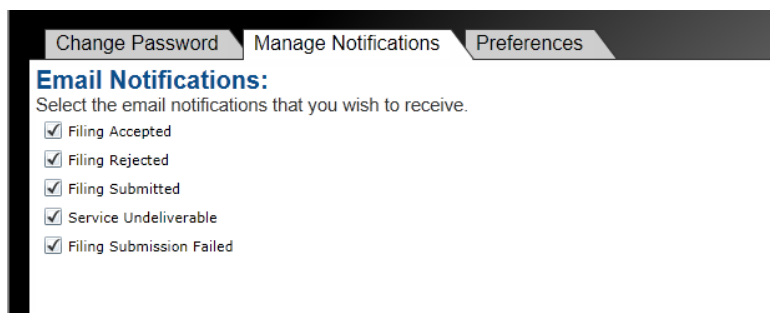 Change Password Manage Notifications Preferences
Email Notifications:
Select the email notifications that you wish to receive.
Filing Accepted
Filing Rejected
Filing Submitted
Service Undeliverable
Filing Submission Failed